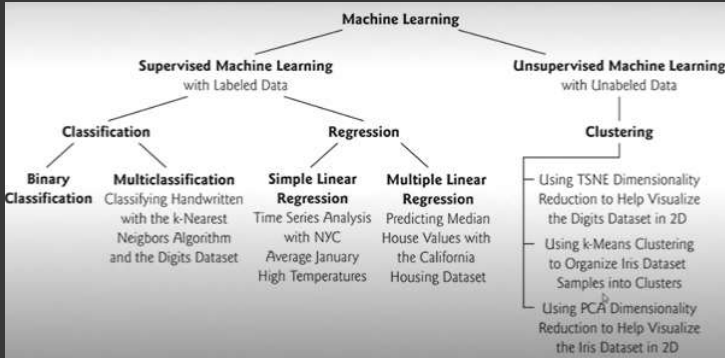 Machine Learning
Supervised Machine Learning
with Labeled Data
Unsupervised Machine Learning
with Unabeled Data
Classification
Regression
Clustering
Binary
Classification
Multiclassification
Classifying Handwritten
with the k-Nearest
Neigbors Algorithm
and the Digits Dataset
Simple Linear
Regression
Time Series Analysis
with NYC
Average January
High Temperatures
Multiple Linear
Regression
Predicting Median
House Values with
the California
Housing Dataset
Using TSNE Dimensionality
Reduction to Help Visualize
the Digits Dataset in 2D
Using k-Means Clustering
to Organize Iris Dataset
Samples into Clusters
Using PCA Dimensionality
Reduction to Help Visualize
the Iris Dataset in 2D